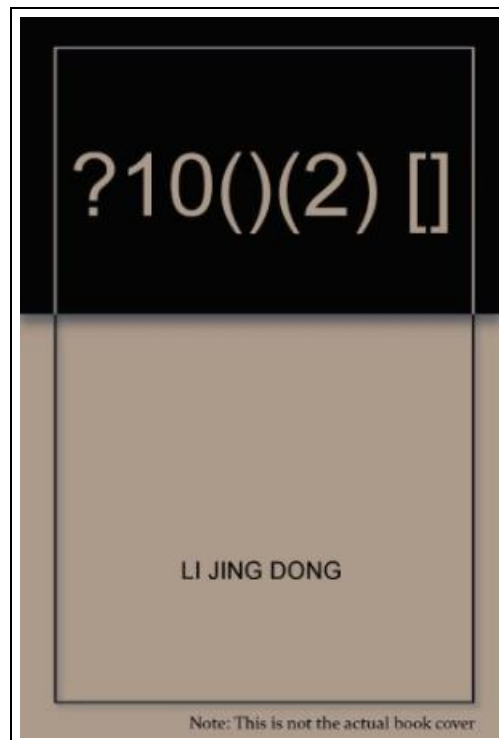 ?10()(2) []
LI JING DONG
Note: This is not the actual book cover